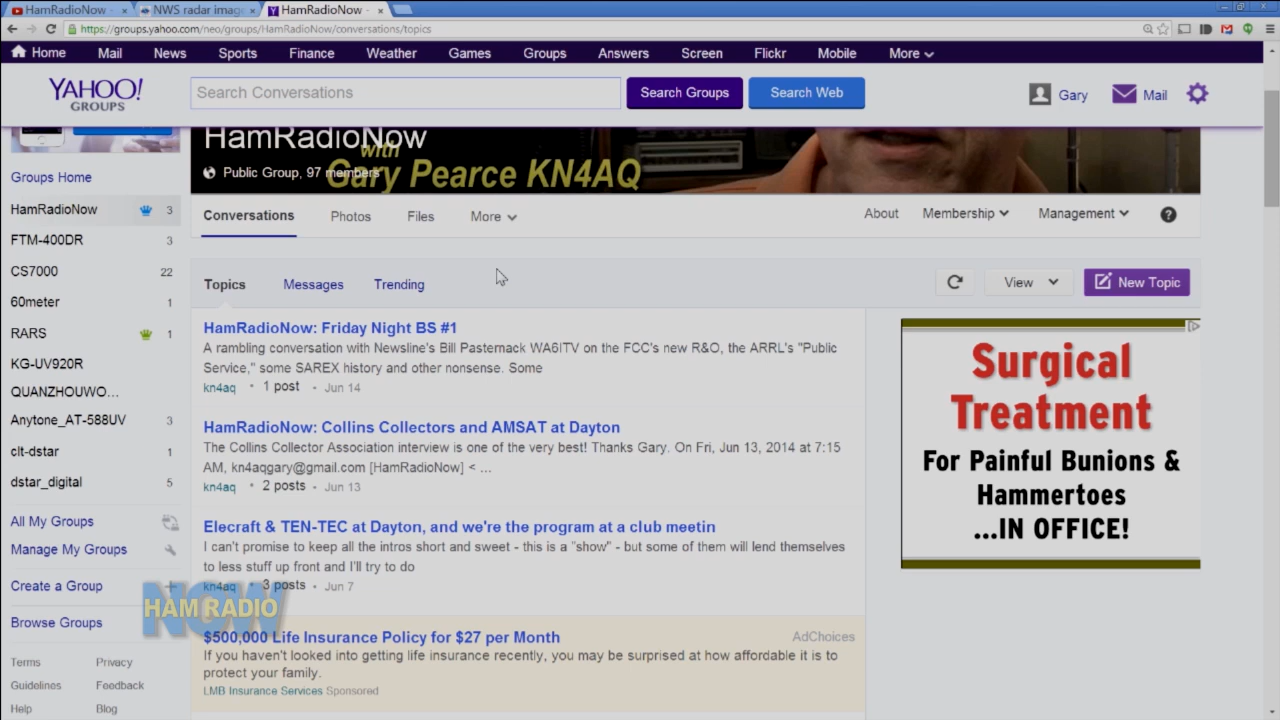 HamRadioNow
NWS radar imag
HamRadioNow
https://groups.yahoo.com/neo/groups/HamRadioNow/conversations/topics
Home Mail News Sports Finance Weather Games Groups Answers Screen Flickr Mobile More
YAHOO!
GROUPS
Search Conversations
Search Groups
Search Web
Gary
Mail
HamRadioNow
with
Gary Pearce KN4AQ
Public Group, 97 members
Groups Home
HamRadioNow 3
FTM-400DR 3
CS7000 22
60meter 1
RARS 1
KG-UV920R
QUANZHOUWO...
Anytone_AT-588UV 3
clt-dstar 1
dstar_digital 5
All My Groups
Manage My Groups
Create a Group
Browse Groups
Terms Privacy
Guidelines Feedback
Help Blog
Conversations Photos Files More
About Membership Management ?
Topics Messages Trending
View
New Topic
HamRadioNow: Friday Night BS #1
A rambling conversation with Newsline's Bill Pasternack WA6ITV on the FCC's new R&O, the ARRL's "Public
Service," some SAREX history and other nonsense. Some
kn4aq • 1 post • Jun 14
HamRadioNow: Collins Collectors and AMSAT at Dayton
The Collins Collector Association interview is one of the very best! Thanks Gary. On Fri, Jun 13, 2014 at 7:15
AM, kn4aqgary@gmail.com [HamRadioNow] < ...
kn4aq • 2 posts • Jun 13
Elecraft & TEN-TEC at Dayton, and we're the program at a club meetin
I can't promise to keep all the intros short and sweet - this is a "show" - but some of them will lend themselves
to less stuff up front and I'll try to do
kn4aq • 3 posts • Jun 7
$500,000 Life Insurance Policy for $27 per Month
AdChoices
If you haven't looked into getting life insurance recently, you may be surprised at how affordable it is to
protect your family.
LMB Insurance Services Sponsored
Surgical
Treatment
For Painful Bunions &
Hammertoes
...IN OFFICE!
HAM RADIO
NOW